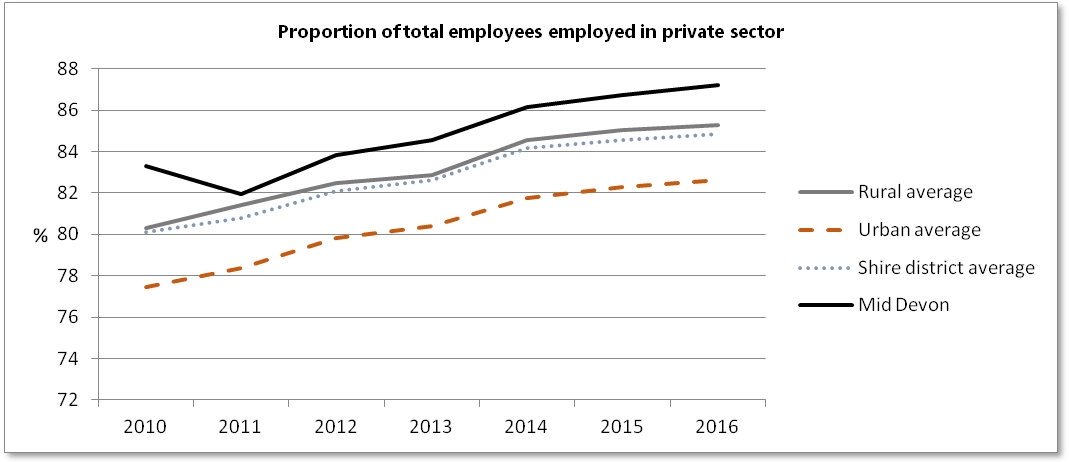 Proportion of total employees employed in private sector
88
86
84
82
80
78
76
74
72
%
2010 2011 2012 2013 2014 2015 2016
Rural average
Urban average
Shire district average
Mid Devon